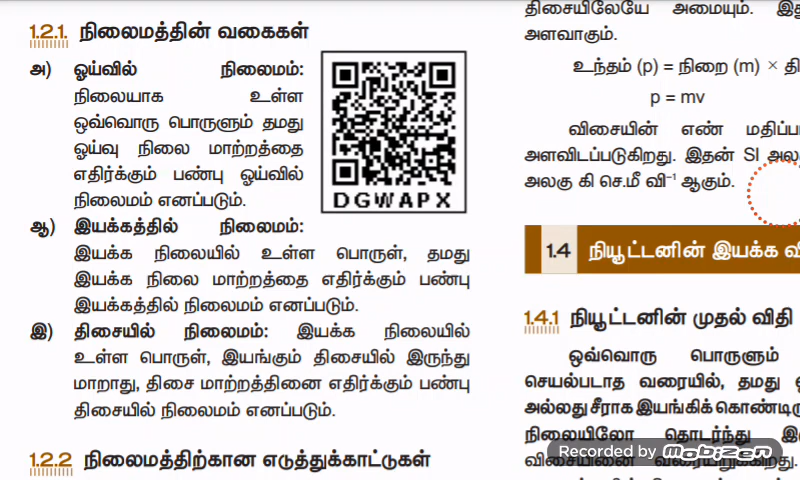 1.2.1. நிலைமத்தின் வகைகள்
அ) ஓய்வில் நிலைமம்:
நிலையாக உள்ள
ஒவ்வொரு பொருளும் தமது
ஓய்வு நிலை மாற்றத்தை
எதிர்க்கும் பண்பு ஓய்வில்
நிலைமம் எனப்படும்.
DGWAPX
ஆ) இயக்கத்தில் நிலைமம்:
இயக்க நிலையில் உள்ள பொருள், தமது
இயக்க நிலை மாற்றத்தை எதிர்க்கும் பண்பு
இயக்கத்தில் நிலைமம் எனப்படும்.
இ) திசையில் நிலைமம்: இயக்க நிலையில்
உள்ள பொருள், இயங்கும் திசையில் இருந்து
மாறாது, திசை மாற்றத்தினை எதிர்க்கும் பண்பு
திசையில் நிலைமம் எனப்படும்.
1.2.2 நிலைமத்திற்கான எடுத்துக்காட்டுகள்
திசையிலேயே அமையும்.
அளவாகும்.
உந்தம் (p) = நிறை (m) ×
p = mv
விசையின் எண்
அளவிடப்படுகிறது. இதன் SI
அலகு கி செ.மீ வி⁻¹ ஆகும்.
1.4 நியூட்டனின் இயக்க
1.4.1 நியூட்டனின் முதல் விதி
ஒவ்வொரு பொருளும்
செயல்படாத வரையில், தமது
அல்லது சீராக இயங்கிக் கொண்டிரு
நிலையிலோ தொடர்ந்து
விசையினை
Recorded by mobizen